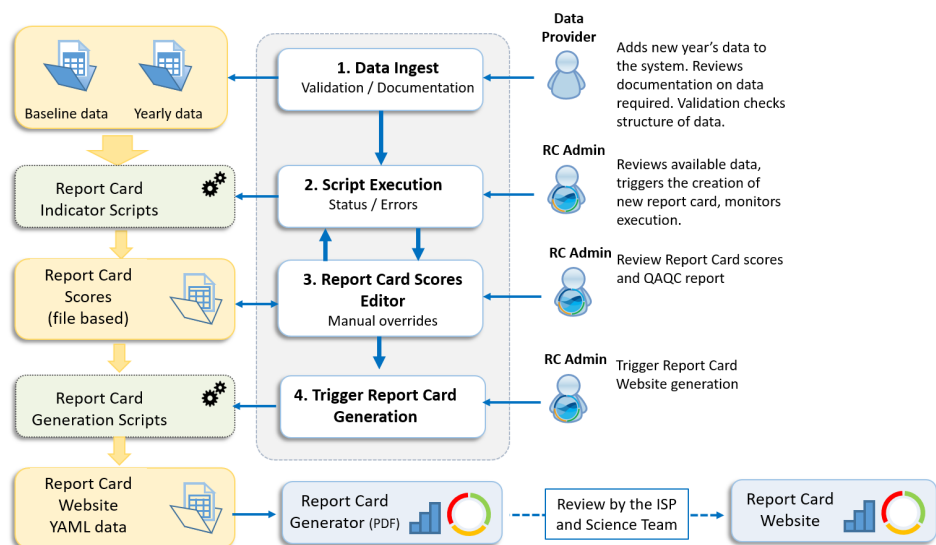 Baseline data
Yearly data
1. Data Ingest
Validation / Documentation
Data
Provider
Adds new year's data to
the system. Reviews
documentation on data
required. Validation checks
structure of data.
Report Card
Indicator Scripts
2. Script Execution
Status / Errors
RC Admin
Reviews available data,
triggers the creation of
new report card, monitors
execution.
Report Card
Scores
(file based)
3. Report Card Scores
Editor
Manual overrides
RC Admin
Review Report Card scores
and QAQC report
Report Card
Generation Scripts
4. Trigger Report Card
Generation
RC Admin
Trigger Report Card
Website generation
Report Card
Website
YAML data
Report Card
Generator (PDF)
Review by the ISP
and Science Team
Report Card
Website